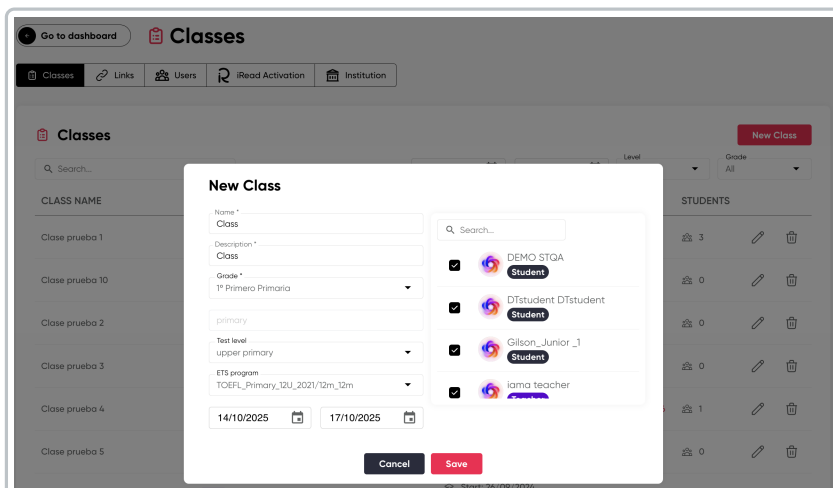 Go to dashboard
Classes
Classes
Links
Users
iRead Activation
Institution
Classes
New Class
Search...
Level
Grade
All
CLASS NAME
STUDENTS
Clase prueba 1
3
Clase prueba 10
0
Clase prueba 2
0
Clase prueba 3
0
Clase prueba 4
1
Clase prueba 5
0
New Class
Name *
Class
Description *
Class
Grade *
1º Primero Primaria
primary
Test level
upper primary
ETS program
TOEFL_Primary_12U_2021/12m_12m
14/10/2025
17/10/2025
Search...
DEMO STQA
Student
DTstudent DTstudent
Student
Gilson_Junior _1
Student
iama teacher
Cancel
Save
Start: 26/09/2024